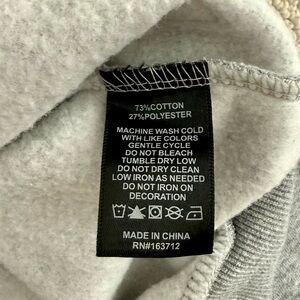 73%COTTON
27%POLYESTER
MACHINE WASH COLD
WITH LIKE COLORS
GENTLE CYCLE
DO NOT BLEACH
TUMBLE DRY LOW
DO NOT DRY CLEAN
LOW IRON AS NEEDED
DO NOT IRON ON
DECORATION
MADE IN CHINA
RN#163712